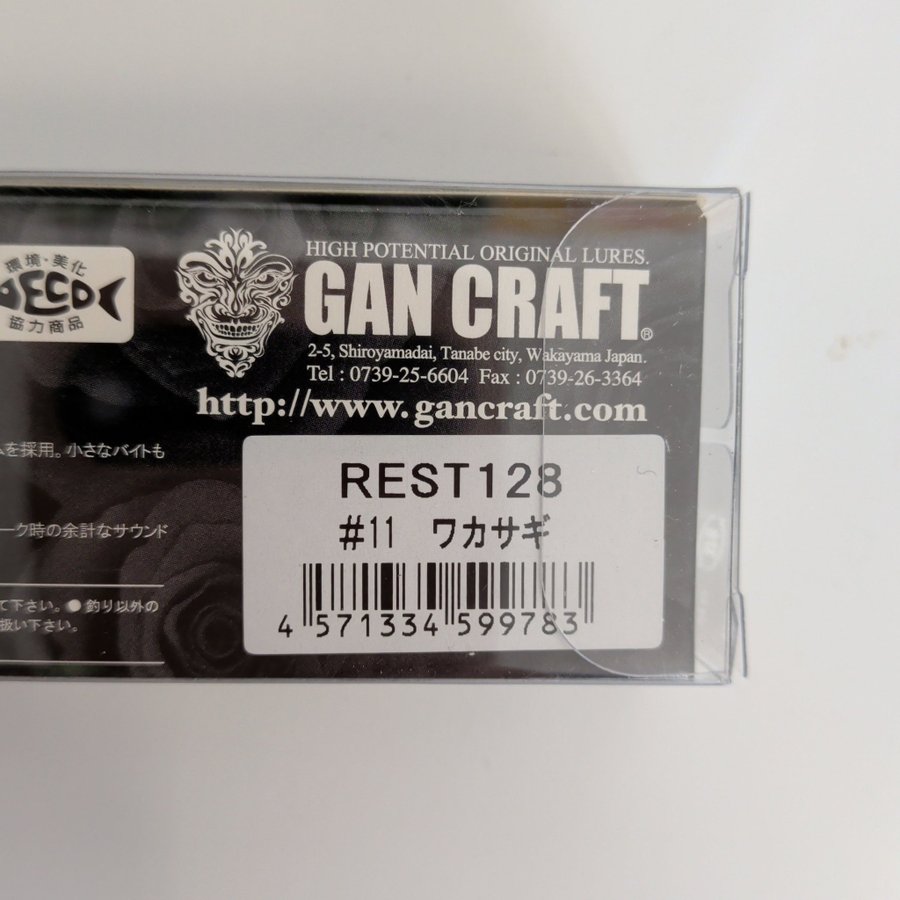 環境・美化
ECO
協力商品
HIGH POTENTIAL ORIGINAL LURES.
GAN CRAFT®
2-5, Shiroyamadai, Tanabe city, Wakayama Japan.
Tel : 0739-25-6604 Fax : 0739-26-3364
http://www.gancraft.com
ムを採用。小さなバイトも
ーク時の余計なサウンド
て下さい。● 釣り以外の
扱い下さい。
REST128
#11 ワカサギ
4 571334 599783